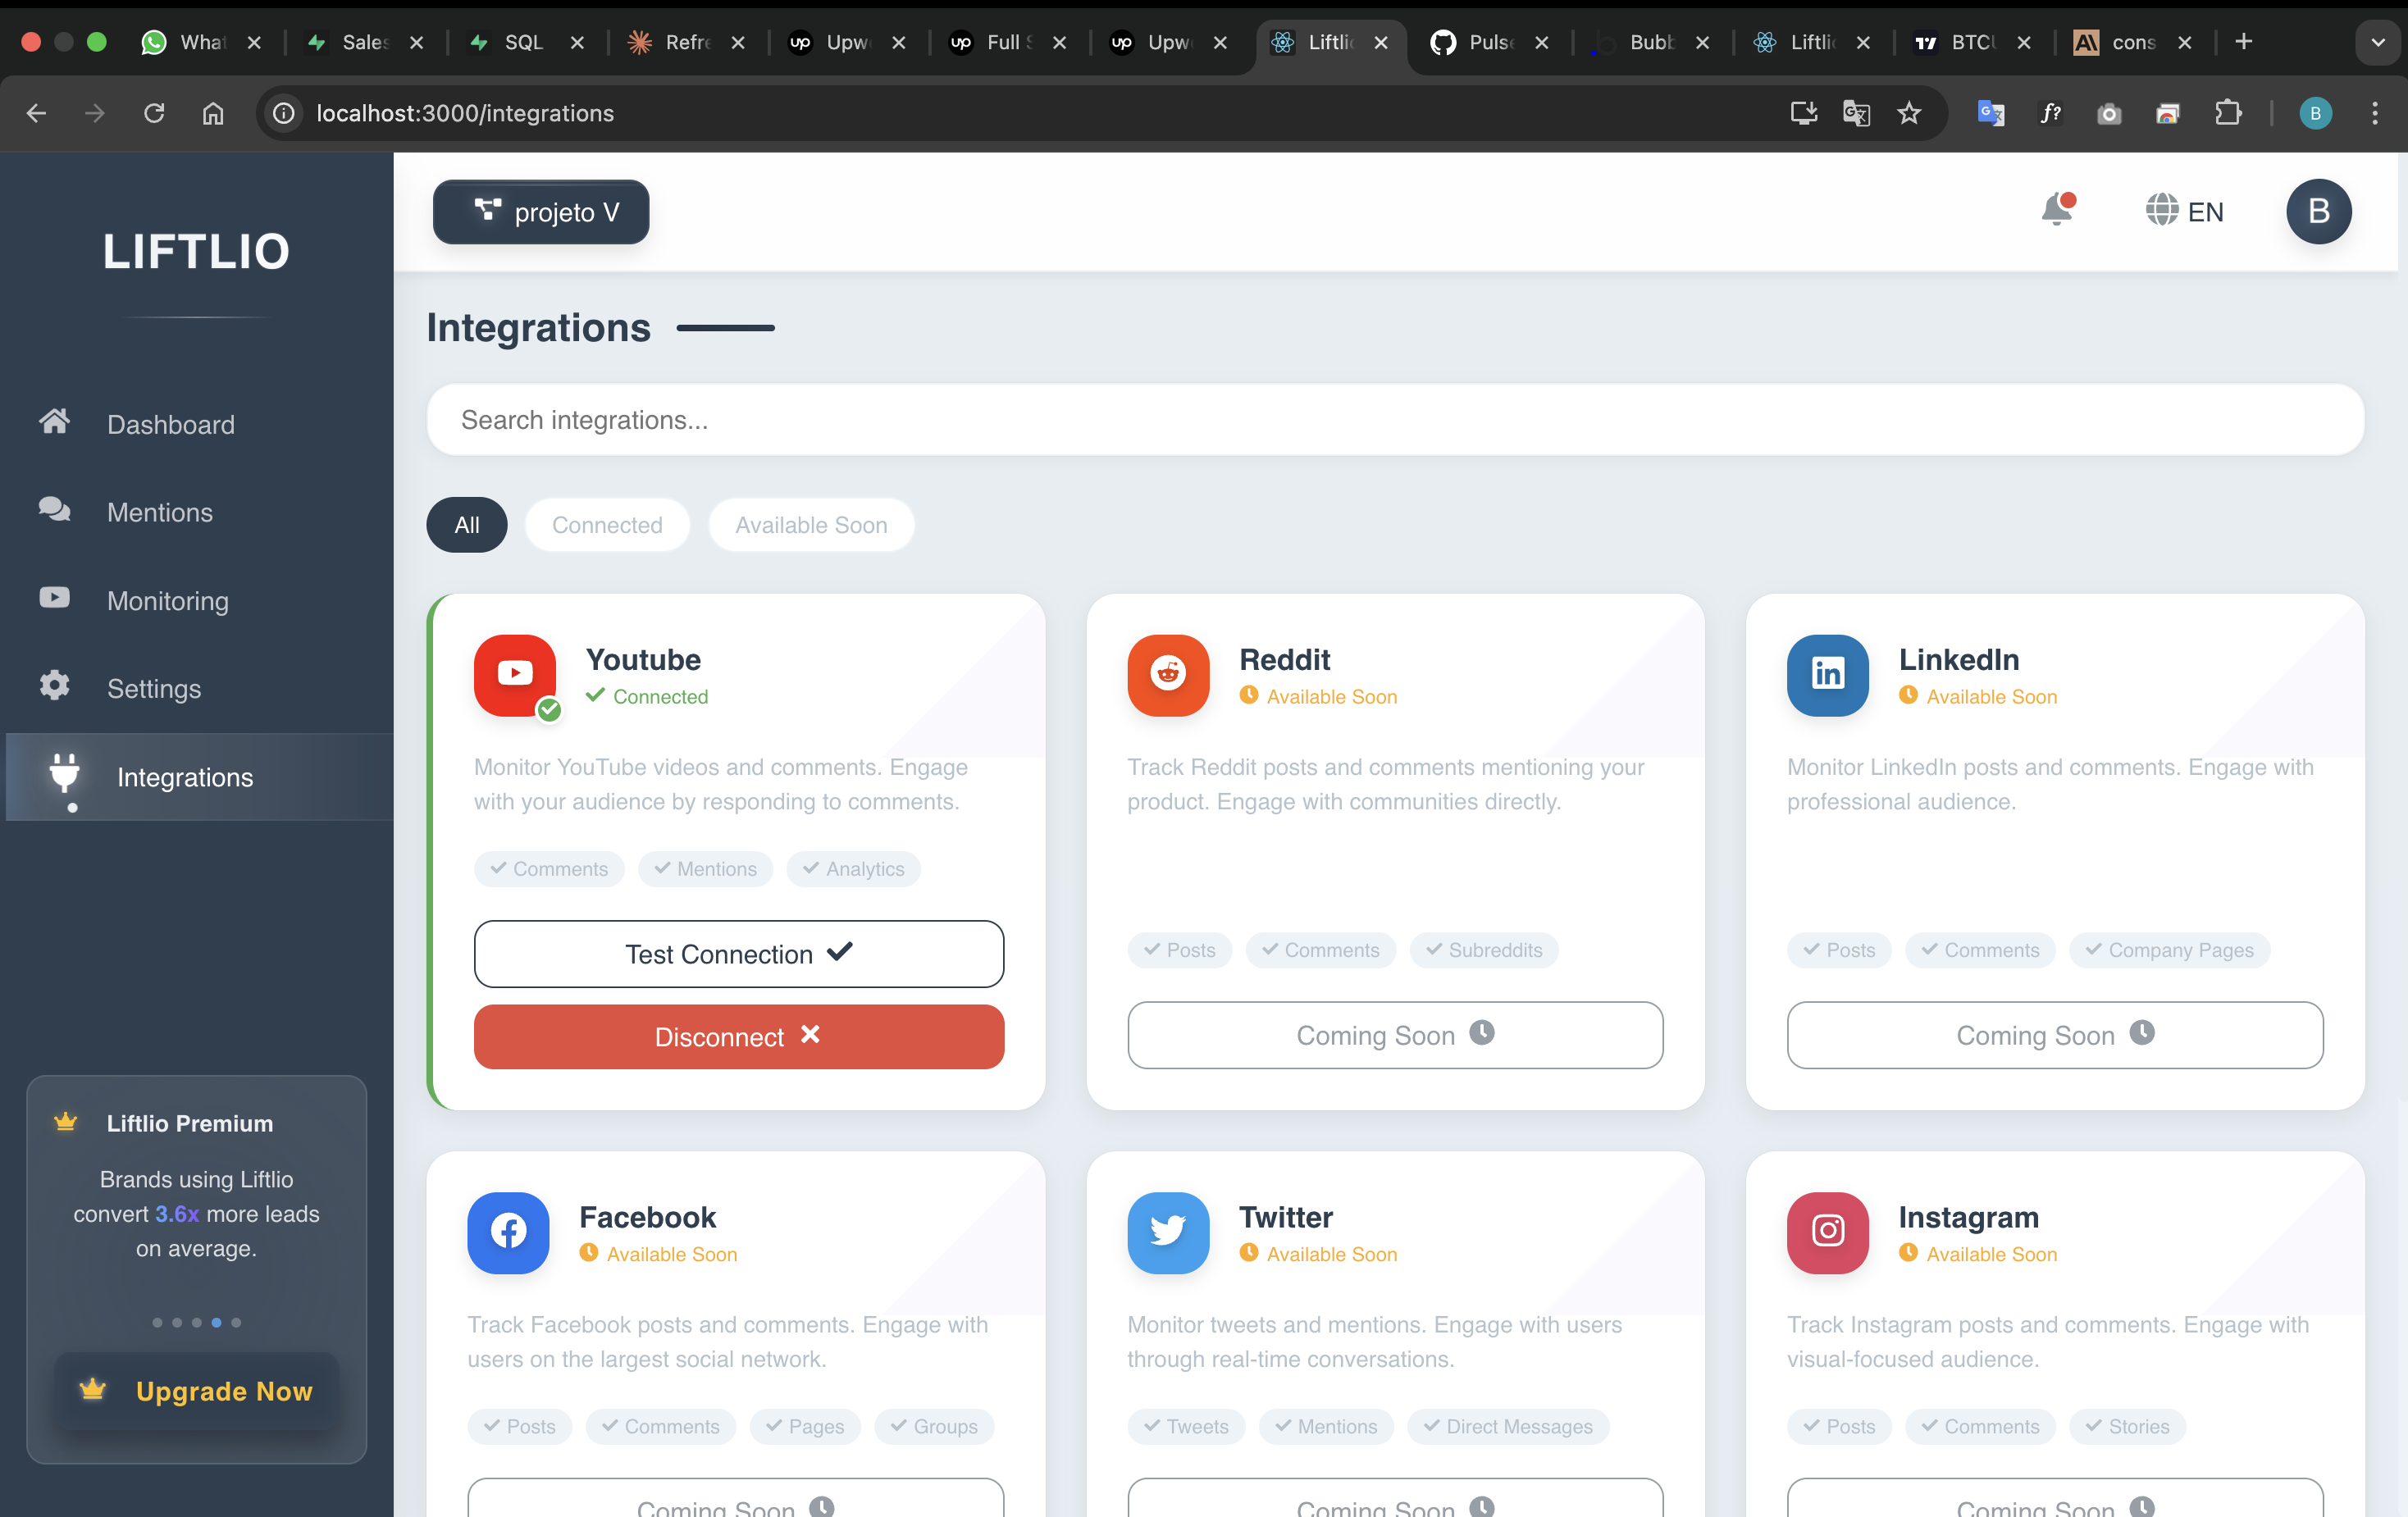 What
Sales
SQL
Refre
Upwo
Full S
Upwo
Liftlio
Pulse
Bubb
Liftlio
BTCU
cons
localhost:3000/integrations
B
LIFTLIO
Dashboard
Mentions
Monitoring
Settings
Integrations
Liftlio Premium
Brands using Liftlio
convert 3.6x more leads
on average.
Upgrade Now
projeto V
EN
B
Integrations
Search integrations...
All
Connected
Available Soon
Youtube
Connected
Monitor YouTube videos and comments. Engage
with your audience by responding to comments.
Comments
Mentions
Analytics
Test Connection
Disconnect
Reddit
Available Soon
Track Reddit posts and comments mentioning your
product. Engage with communities directly.
Posts
Comments
Subreddits
Coming Soon
LinkedIn
Available Soon
Monitor LinkedIn posts and comments. Engage with
professional audience.
Posts
Comments
Company Pages
Coming Soon
Facebook
Available Soon
Track Facebook posts and comments. Engage with
users on the largest social network.
Posts
Comments
Pages
Groups
Coming Soon
Twitter
Available Soon
Monitor tweets and mentions. Engage with users
through real-time conversations.
Tweets
Mentions
Direct Messages
Coming Soon
Instagram
Available Soon
Track Instagram posts and comments. Engage with
visual-focused audience.
Posts
Comments
Stories
Coming Soon